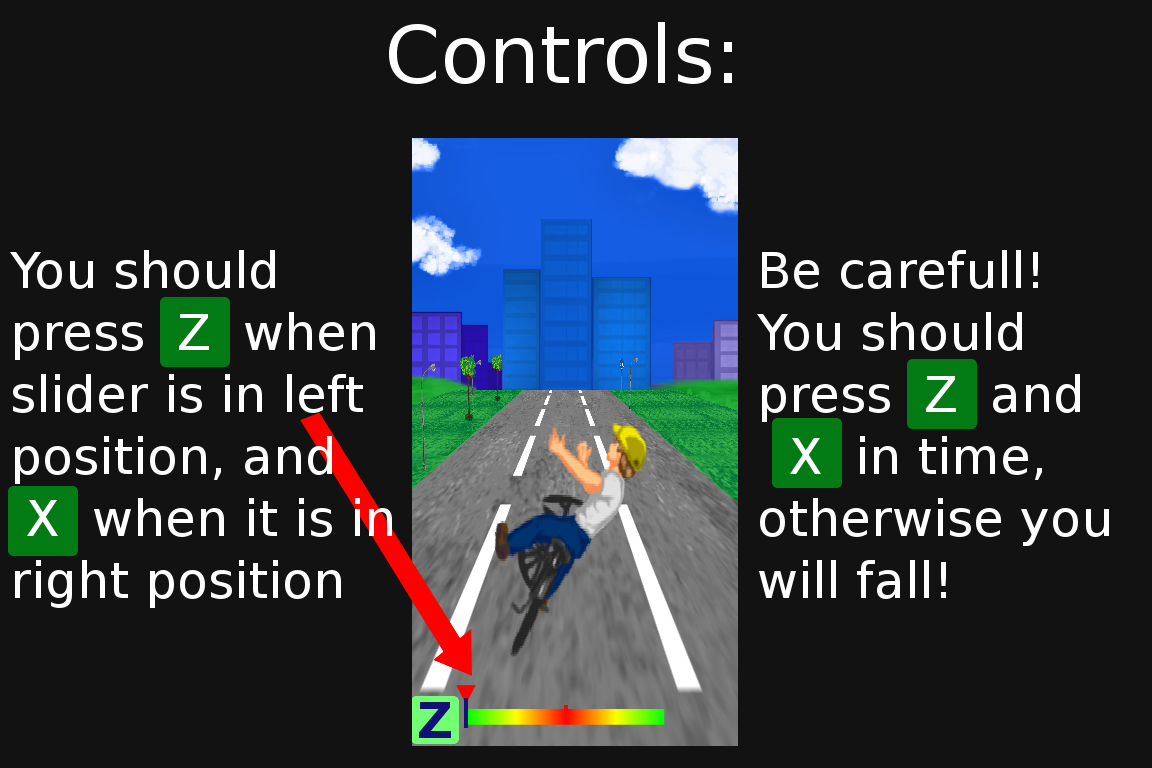 Controls:
You should
press Z when
slider is in left
position, and
X when it is in
right position
Z
Be carefull!
You should
press Z and
X in time,
otherwise you
will fall!